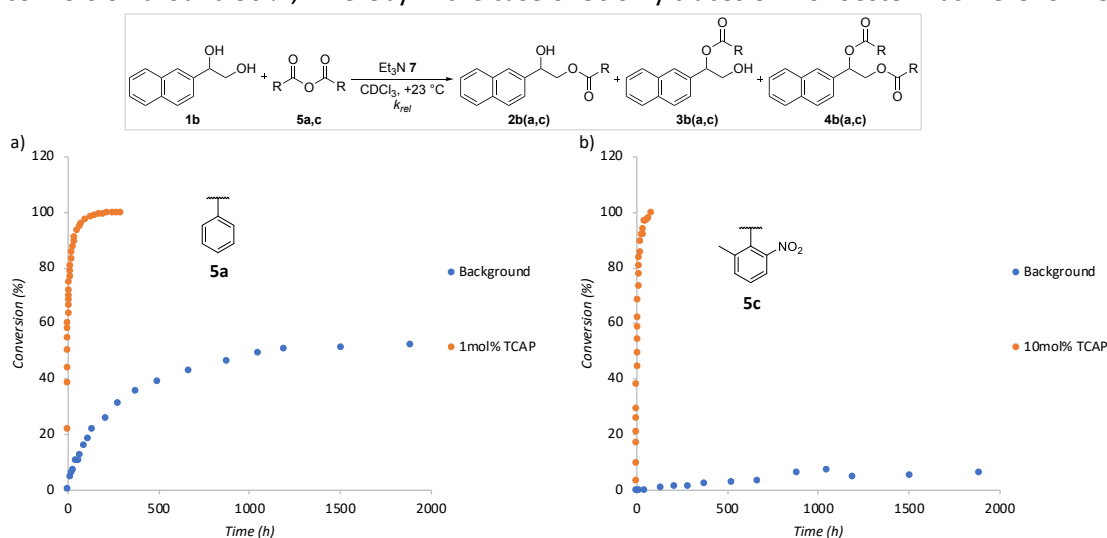 OH
OH
1b
+
O O
R O R
5a,c
Et₃N 7
CDCl₃, +23 °C
k_rel
OH
O R
O
2b(a,c)
+
O
O R
OH
3b(a,c)
+
O
O R
O R
O
4b(a,c)
a)
120
100
80
60
40
20
0
0 500 1000 1500 2000
Conversion (%)
Time (h)
5a
Background
1mol% TCAP
b)
120
100
80
60
40
20
0
0 500 1000 1500 2000
Conversion (%)
Time (h)
NO₂
5c
Background
10mol% TCAP